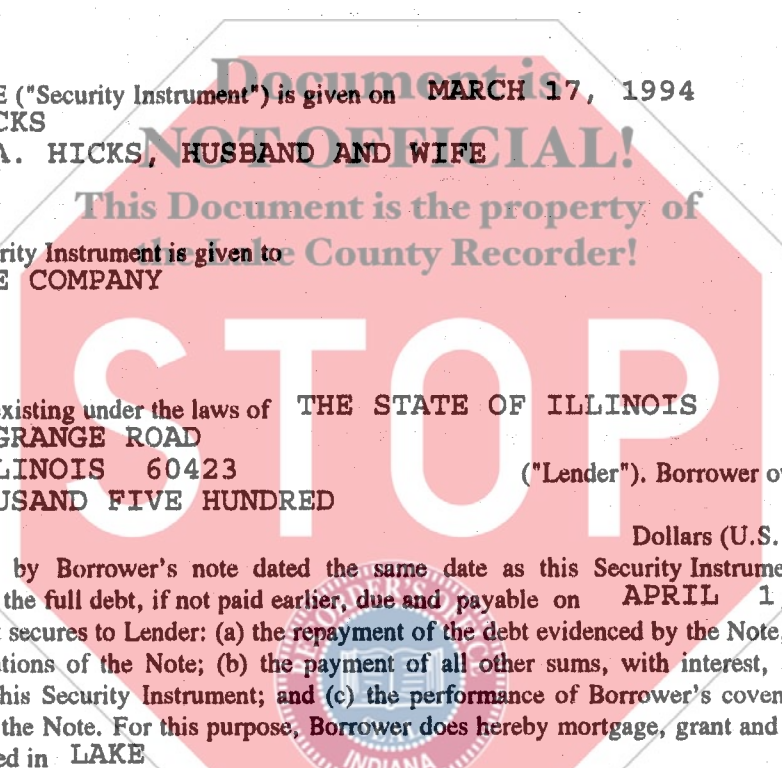 Document is
E ("Security Instrument") is given on MARCH 17, 1994
CKS
NOT OFFICIAL!
A. HICKS, HUSBAND AND WIFE
This Document is the property of
rity Instrument is given to
the Lake County Recorder!
E COMPANY
STOP
existing under the laws of THE STATE OF ILLINOIS
GRANGE ROAD
LINOIS 60423 ("Lender"). Borrower ow
USAND FIVE HUNDRED
Dollars (U.S.
by Borrower's note dated the same date as this Security Instrume
the full debt, if not paid earlier, due and payable on APRIL 1
t secures to Lender: (a) the repayment of the debt evidenced by the Note,
tions of the Note; (b) the payment of all other sums, with interest,
his Security Instrument; and (c) the performance of Borrower's coven
the Note. For this purpose, Borrower does hereby mortgage, grant and
ed in LAKE
RECORDER'S OFFICE
SEAL
INDIANA